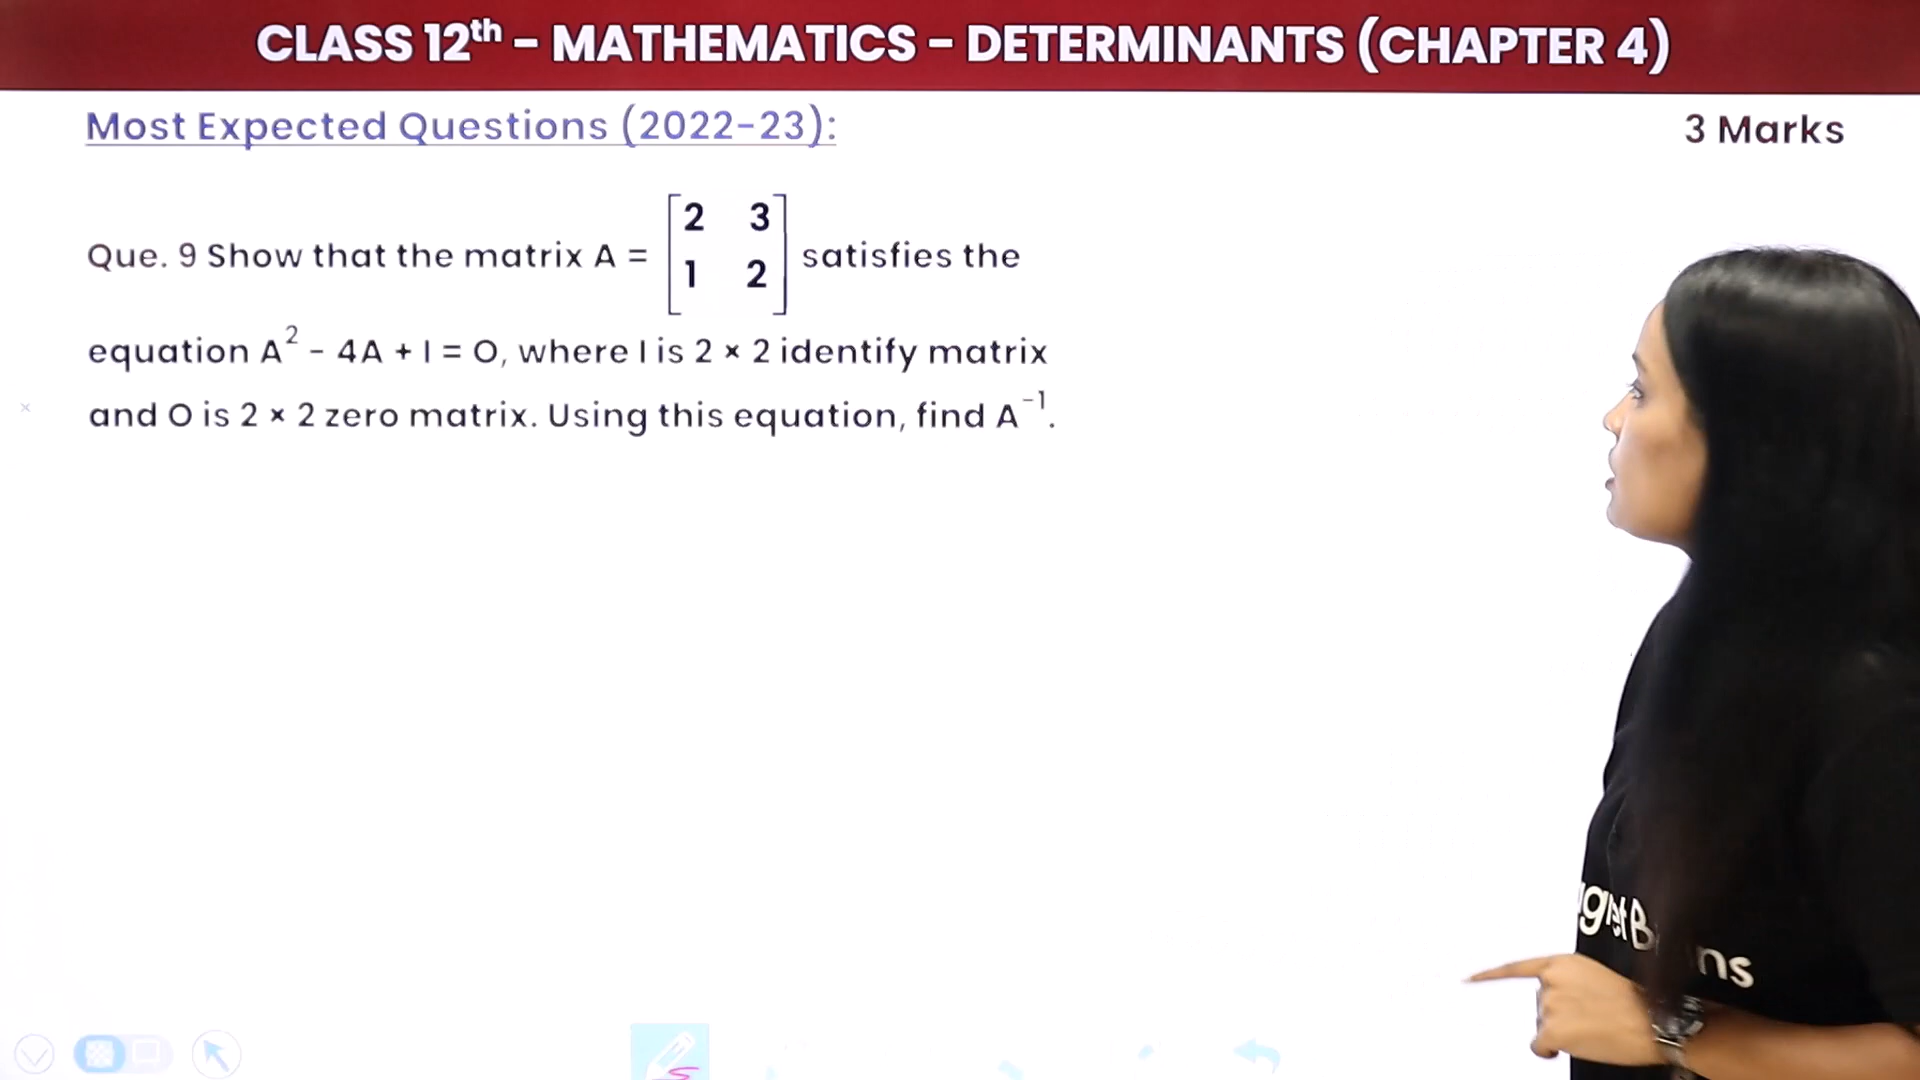 CLASS 12th - MATHEMATICS - DETERMINANTS (CHAPTER 4)
Most Expected Questions (2022-23):
3 Marks
Que. 9 Show that the matrix A = [2 3
1 2] satisfies the
equation A² - 4A + I = O, where I is 2 × 2 identify matrix
and O is 2 × 2 zero matrix. Using this equation, find A⁻¹.